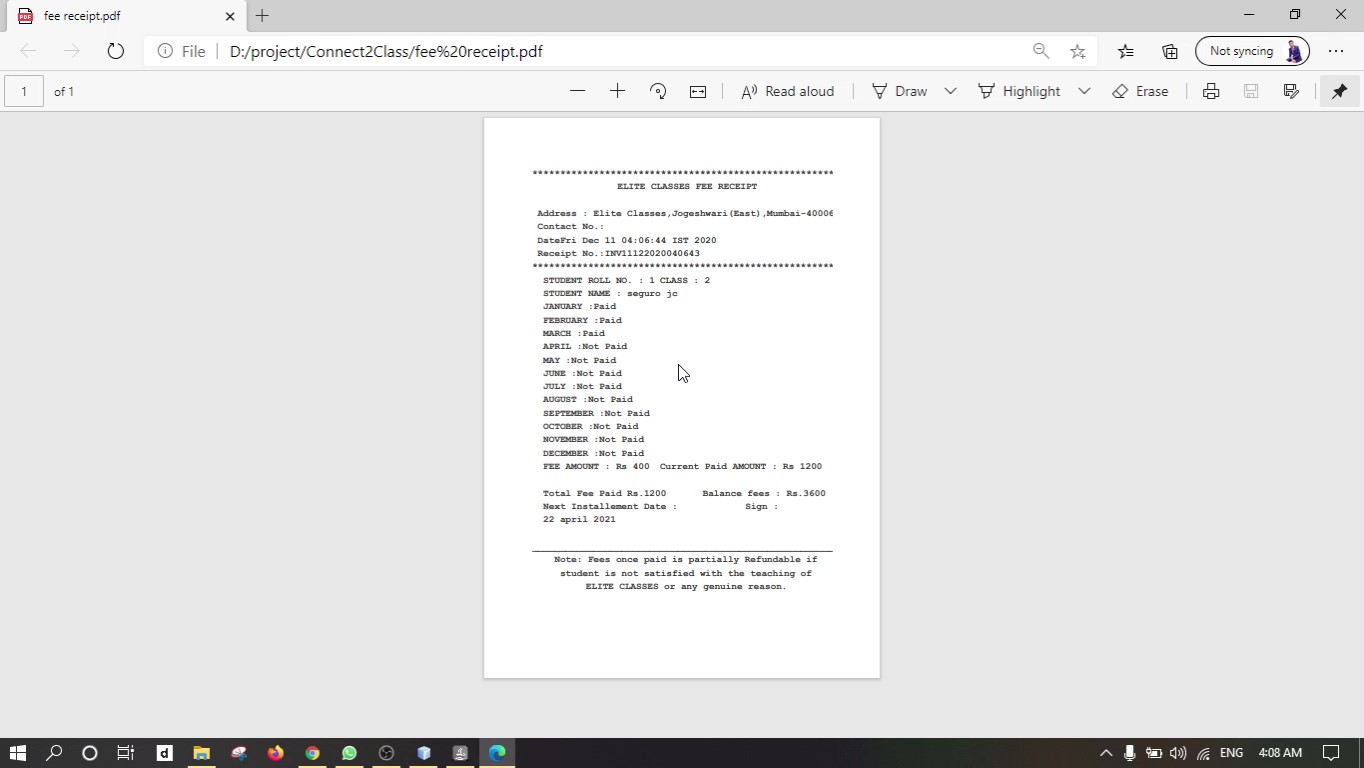 fee receipt.pdf
File D:/project/Connect2Class/fee%20receipt.pdf
Not syncing
1 of 1
Read aloud
Draw
Highlight
Erase
******************************************************
ELITE CLASSES FEE RECEIPT
Address : Elite Classes,Jogeshwari(East),Mumbai-40006
Contact No.:
DateFri Dec 11 04:06:44 IST 2020
Receipt No.:INV11122020040643
******************************************************
STUDENT ROLL NO. : 1 CLASS : 2
STUDENT NAME : seguro jc
JANUARY :Paid
FEBRUARY :Paid
MARCH :Paid
APRIL :Not Paid
MAY :Not Paid
JUNE :Not Paid
JULY :Not Paid
AUGUST :Not Paid
SEPTEMBER :Not Paid
OCTOBER :Not Paid
NOVEMBER :Not Paid
DECEMBER :Not Paid
FEE AMOUNT : Rs 400 Current Paid AMOUNT : Rs 1200
Total Fee Paid Rs.1200 Balance fees : Rs.3600
Next Installement Date : Sign :
22 april 2021
Note: Fees once paid is partially Refundable if
student is not satisfied with the teaching of
ELITE CLASSES or any genuine reason.
ENG 4:08 AM